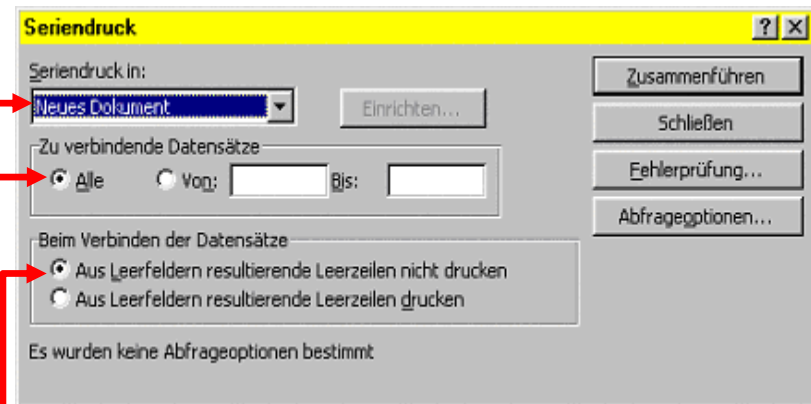 Seriendruck
Seriendruck in:
Neues Dokument
Einrichten...
Zu verbindende Datensätze
Alle Von: Bis:
Beim Verbinden der Datensätze
Aus Leerfeldern resultierende Leerzeilen nicht drucken
Aus Leerfeldern resultierende Leerzeilen drucken
Es wurden keine Abfrageoptionen bestimmt
Zusammenführen
Schließen
Fehlerprüfung...
Abfrageoptionen...